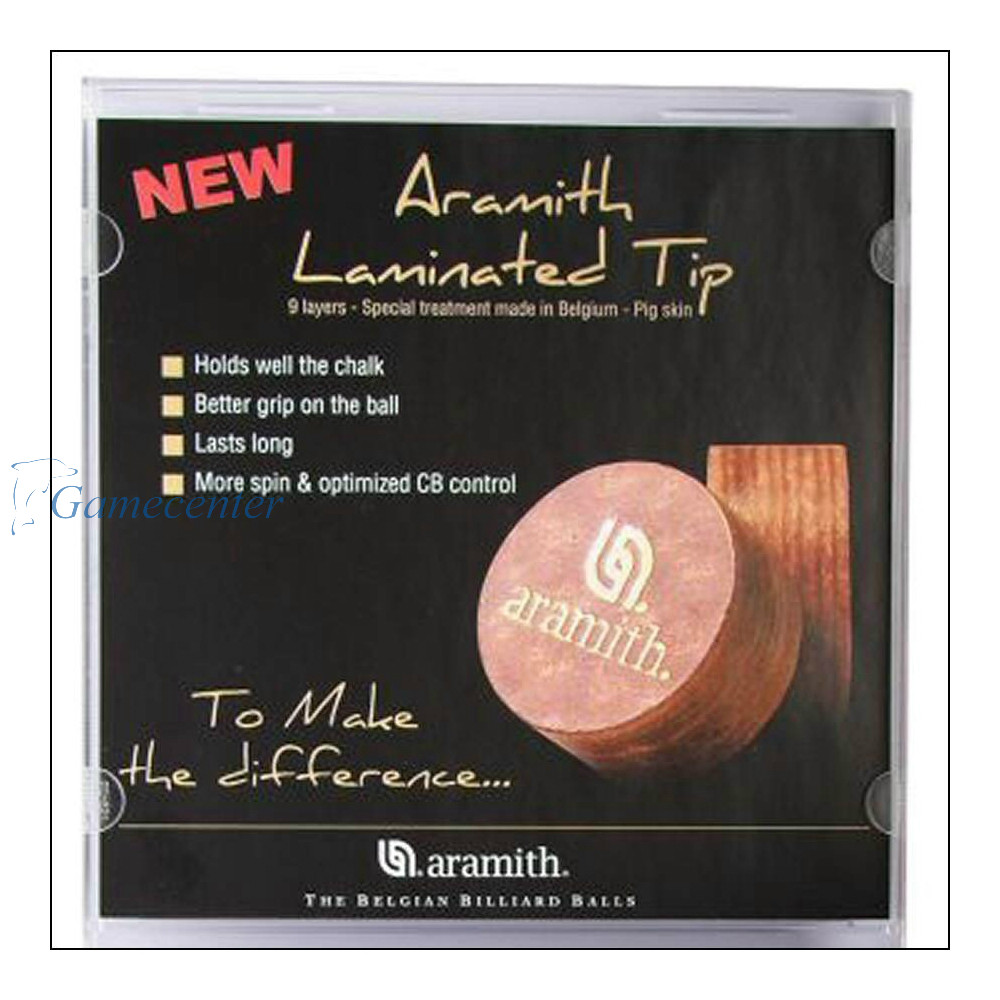 NEW
Aramith
Laminated Tip
9 layers - Special treatment made in Belgium - Pig skin
Holds well the chalk
Better grip on the ball
Lasts long
More spin & optimized CB control
Gamecenter
aramith.
To Make
the difference...
aramith.
THE BELGIAN BILLIARD BALLS